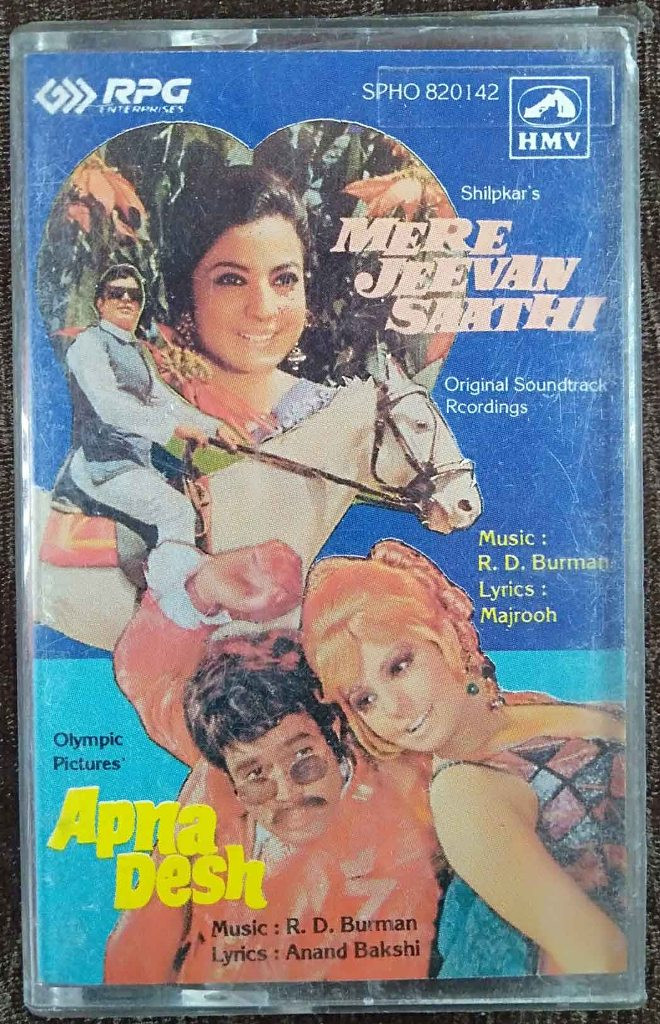 RPG
ENTERPRISES
SPHO 820142
HMV
Shilpkar's
MERE
JEEVAN
SAATHI
Original Soundtrack
Rcordings
Music :
R. D. Burman
Lyrics :
Majrooh
Olympic
Pictures'
Apna
Desh
Music : R. D. Burman
Lyrics : Anand Bakshi